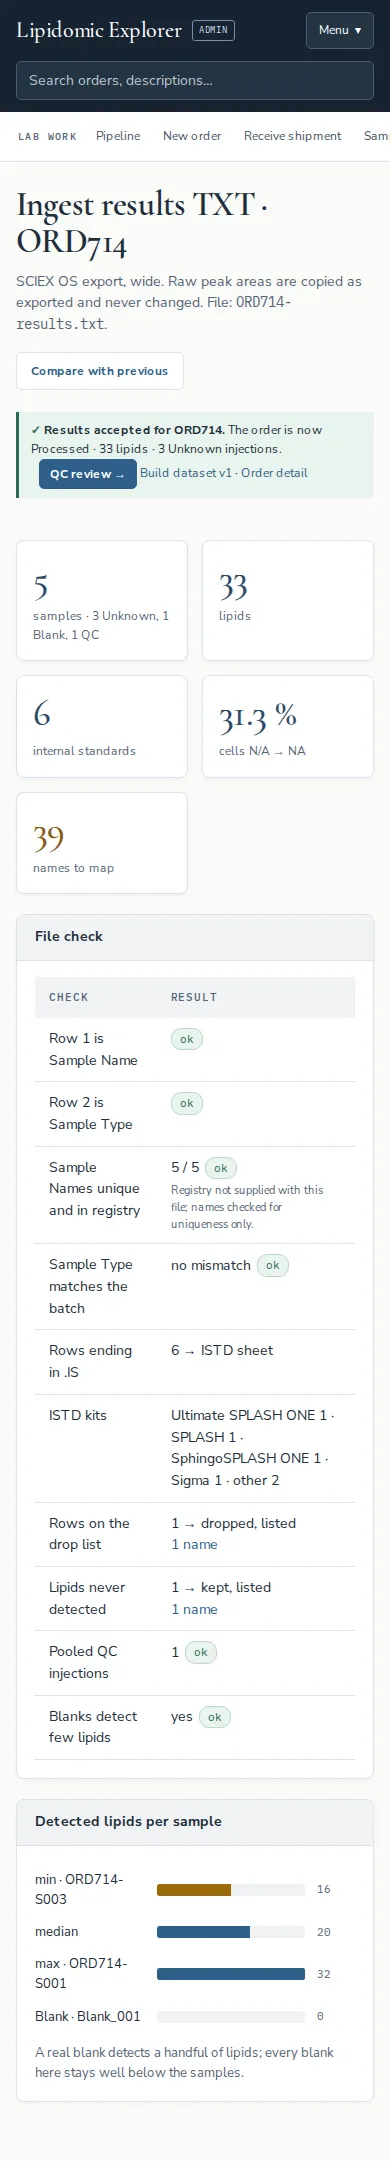 Lipidomic Explorer ADMIN Menu ▾
Search orders, descriptions...
LAB WORK Pipeline New order Receive shipment Sam
Ingest results TXT ·
ORD714
SCIEX OS export, wide. Raw peak areas are copied as
exported and never changed. File: ORD714-
results.txt.
Compare with previous
✓ Results accepted for ORD714. The order is now
Processed · 33 lipids · 3 Unknown injections.
QC review → Build dataset v1 · Order detail
5
samples · 3 Unknown, 1
Blank, 1 QC
33
lipids
6
internal standards
31.3 %
cells N/A → NA
39
names to map
File check
CHECK RESULT
Row 1 is
Sample Name
ok
Row 2 is
Sample Type
ok
Sample
Names unique
and in registry
5 / 5 ok
Registry not supplied with this
file; names checked for
uniqueness only.
Sample Type
matches the
batch
no mismatch ok
Rows ending
in .IS
6 → ISTD sheet
ISTD kits
Ultimate SPLASH ONE 1 ·
SPLASH 1 ·
SphingoSPLASH ONE 1 ·
Sigma 1 · other 2
Rows on the
drop list
1 → dropped, listed
1 name
Lipids never
detected
1 → kept, listed
1 name
Pooled QC
injections
1 ok
Blanks detect
few lipids
yes ok
Detected lipids per sample
min · ORD714-
S003
16
median 20
max · ORD714-
S001
32
Blank · Blank_001 0
A real blank detects a handful of lipids; every blank
here stays well below the samples.